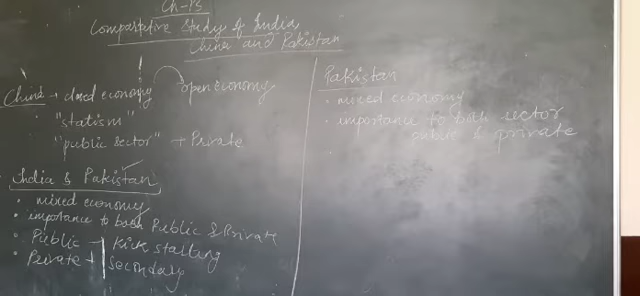 Ch-
Comparative Study of India,
China and Pakistan
China → closed economy open economy
"statism"
"public sector" + Private
India & Pakistan
• mixed economy
• importance to both Public & Private
• Public → kick starting
• Private → secondary
Pakistan
• mixed economy
• importance to both sector
public & private